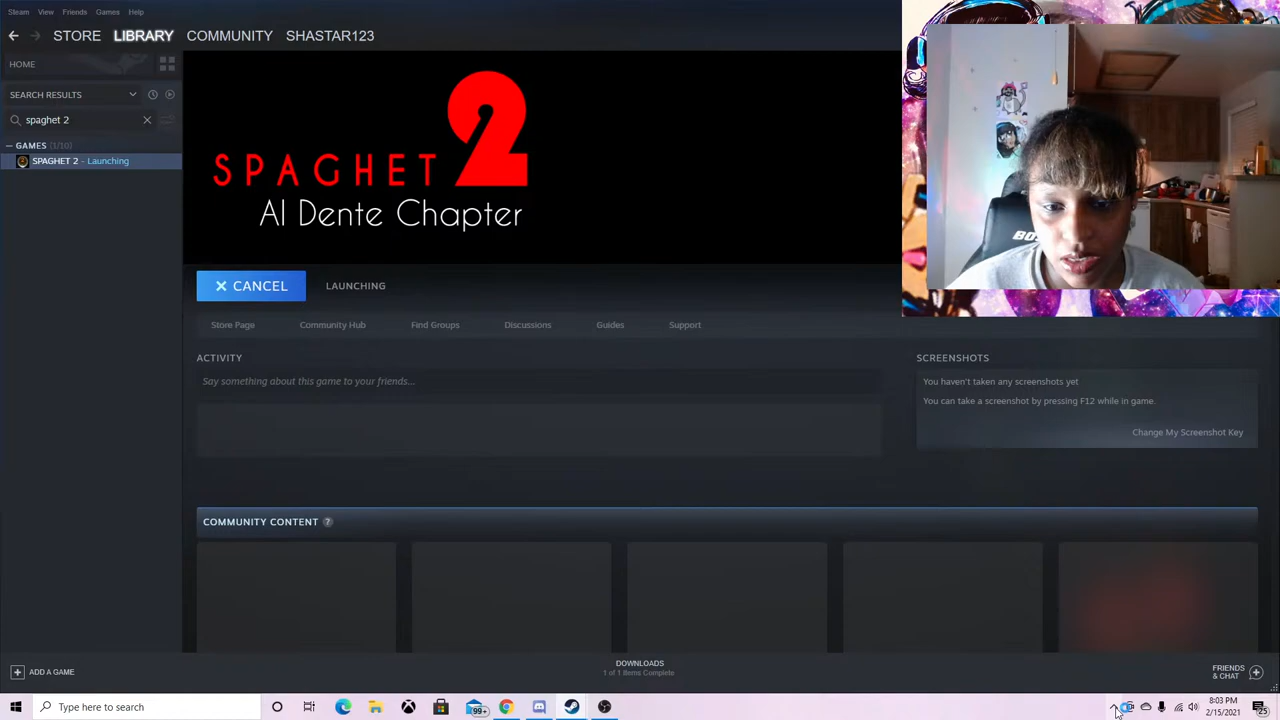 Steam View Friends Games Help
STORE LIBRARY COMMUNITY SHASTAR123
HOME
SEARCH RESULTS
spaghet 2
GAMES (1/10)
SPAGHET 2 - Launching
SPAGHET 2
Al Dente Chapter
CANCEL LAUNCHING
Store Page Community Hub Find Groups Discussions Guides Support
ACTIVITY
Say something about this game to your friends...
SCREENSHOTS
You haven't taken any screenshots yet
You can take a screenshot by pressing F12 while in game.
Change My Screenshot Key
COMMUNITY CONTENT ?
ADD A GAME
DOWNLOADS
1 of 1 Items Complete
FRIENDS
& CHAT
Type here to search
99+
8:03 PM
2/15/2021
25